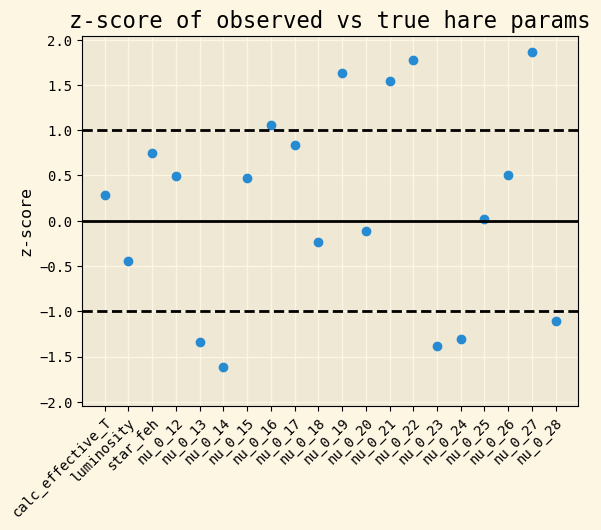 z-score of observed vs true hare params
2.0
1.5
1.0
0.5
0.0
−0.5
−1.0
−1.5
−2.0
z-score
calc_effective_T
luminosity
star_feh
nu_0_12
nu_0_13
nu_0_14
nu_0_15
nu_0_16
nu_0_17
nu_0_18
nu_0_19
nu_0_20
nu_0_21
nu_0_22
nu_0_23
nu_0_24
nu_0_25
nu_0_26
nu_0_27
nu_0_28